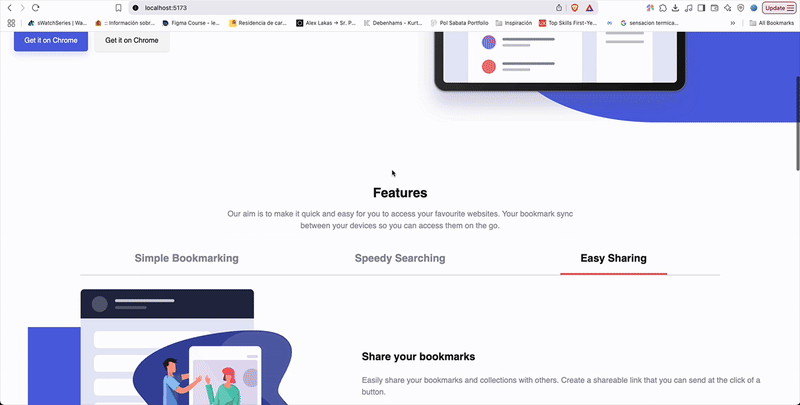 localhost:5173
Update
sWatchSeries | Wa...
:: Información sobre...
Figma Course - le...
Residencia de car...
Alex Lakas → Sr. P...
Debenhams - Kurt...
Pol Sabata Portfolio
Inspiración
Top Skills First-Ye...
sensacion termica...
»
All Bookmarks
Get it on Chrome
Get it on Chrome
Features
Our aim is to make it quick and easy for you to access your favourite websites. Your bookmark sync
between your devices so you can access them on the go.
Simple Bookmarking
Speedy Searching
Easy Sharing
Share your bookmarks
Easily share your bookmarks and collections with others. Create a shareable link that you can send at the click of a
button.